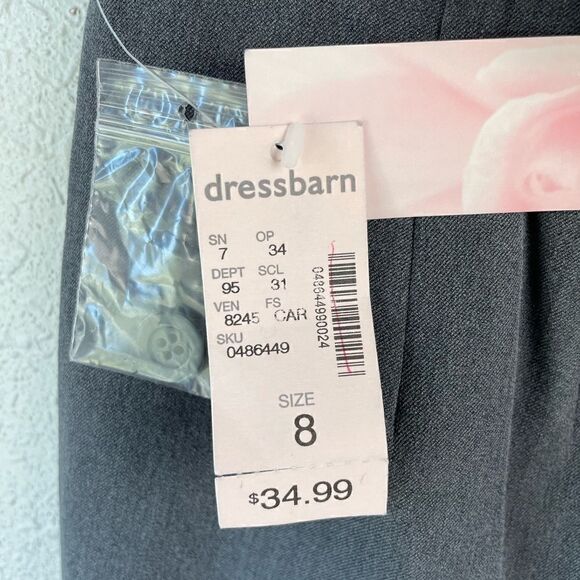 dressbarn
SN OP
7 34
DEPT SCL
95 31
VEN FS
8245 CAR
SKU
0486449
048644990024
SIZE
8
$34.99